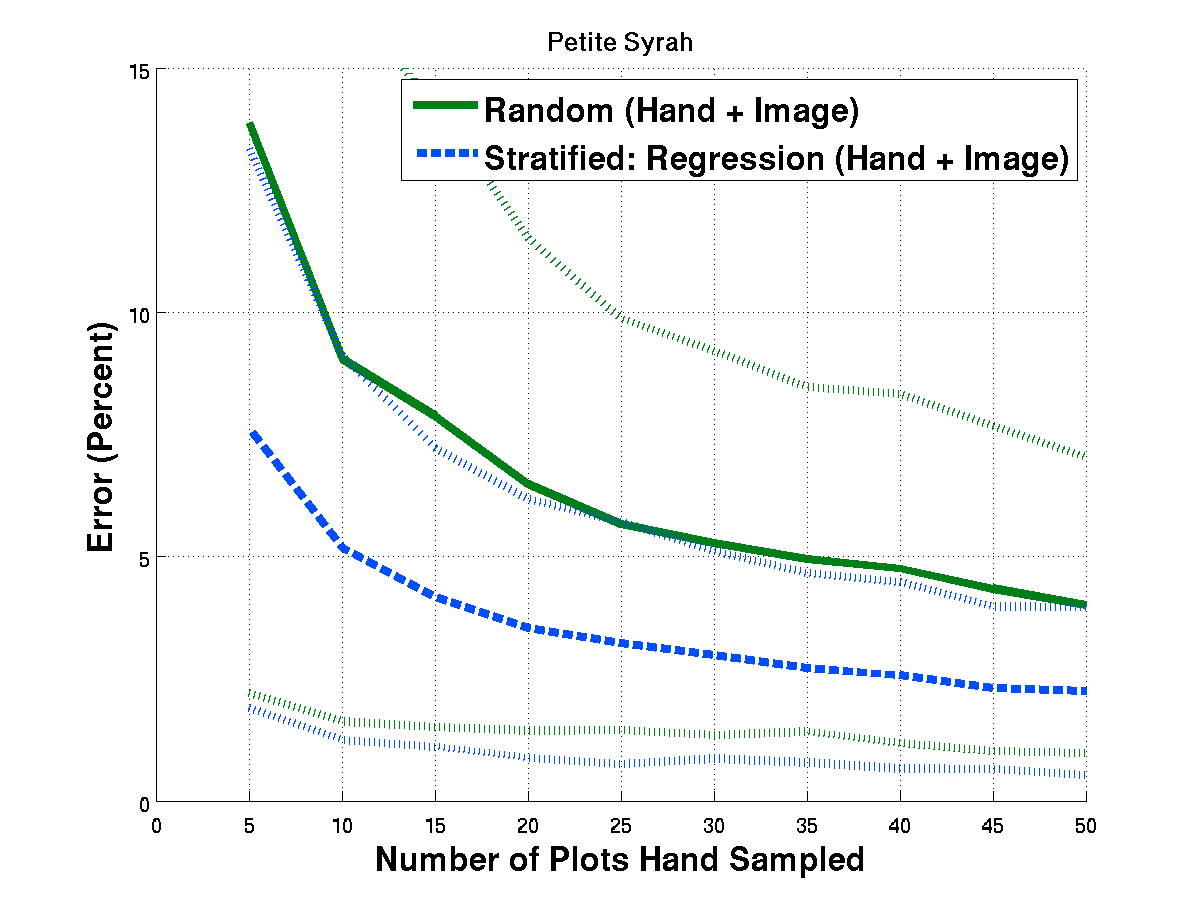 Petite Syrah
Random (Hand + Image)
Stratified: Regression (Hand + Image)
15
10
5
0
Error (Percent)
0 5 10 15 20 25 30 35 40 45 50
Number of Plots Hand Sampled